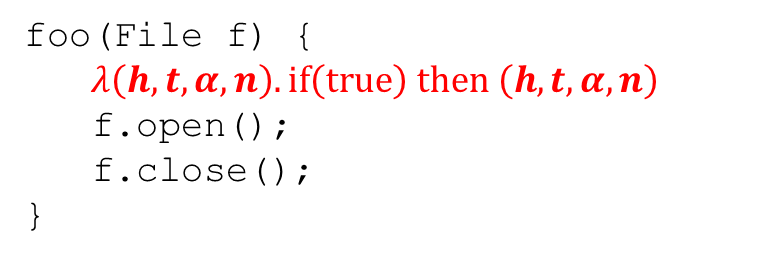 foo(File f) {
λ(h, t, α, n). if(true) then (h, t, α, n)
f.open();
f.close();
}